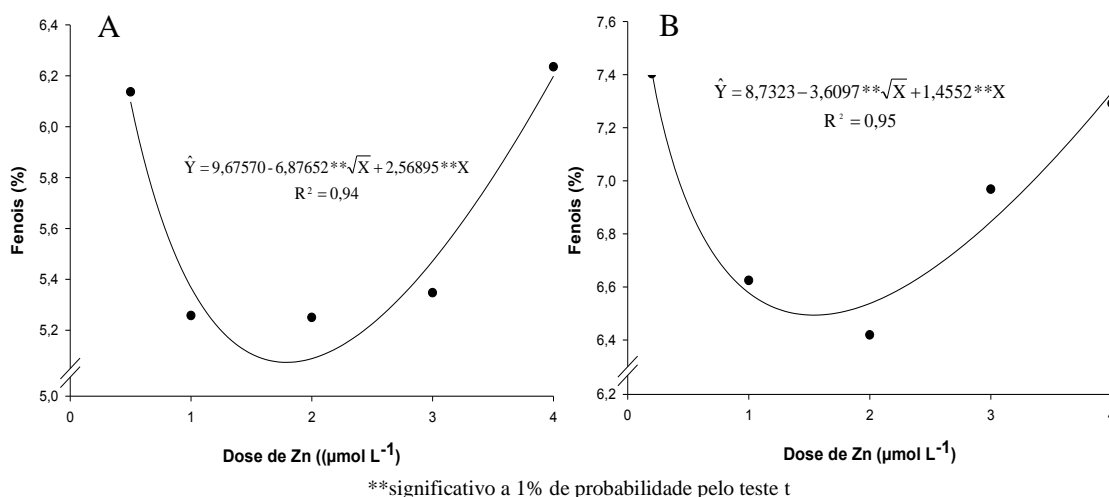 A
6,4
6,2
6,0
5,8
5,6
5,4
5,2
5,0
Fenois (%)
Ŷ = 9,67570 - 6,87652 **√X + 2,56895 **X
R² = 0,94
0 1 2 3 4
Dose de Zn ((µmol L⁻¹)
B
7,6
7,4
7,2
7,0
6,8
6,6
6,4
6,2
Fenois (%)
Ŷ = 8,7323 − 3,6097 **√X + 1,4552 **X
R² = 0,95
0 1 2 3 4
Dose de Zn (µmol L⁻¹)
**significativo a 1% de probabilidade pelo teste t